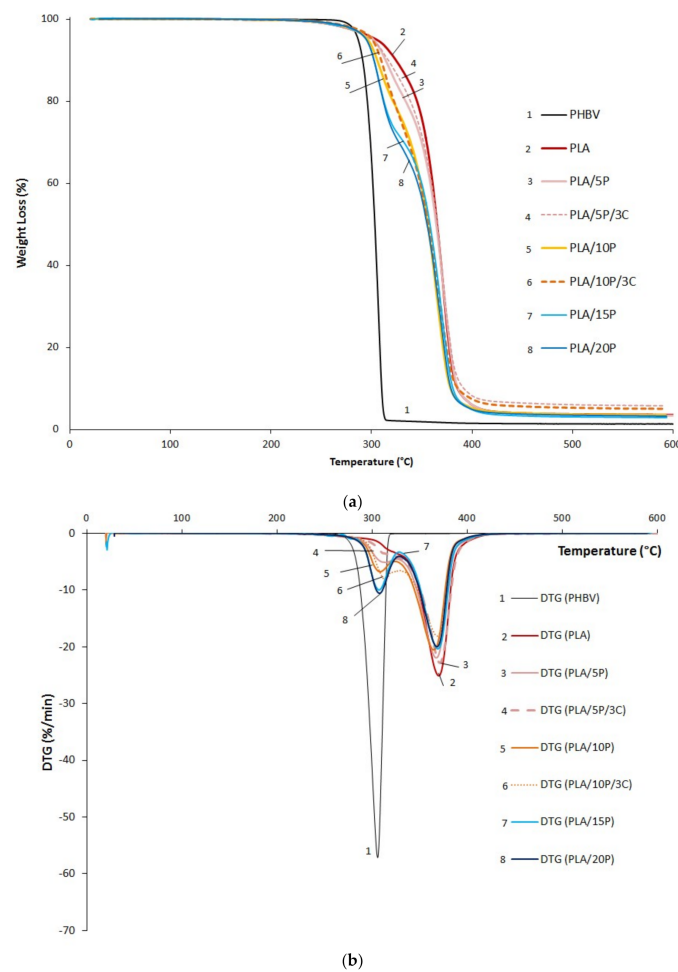 (a)
100
80
60
40
20
0
Weight Loss (%)
0
100
200
300
400
500
600
Temperature (°C)
2
4
3
6
5
7
8
1
1 PHBV
2 PLA
3 PLA/5P
4 PLA/5P/3C
5 PLA/10P
6 PLA/10P/3C
7 PLA/15P
8 PLA/20P
(b)
0
100
200
300
400
500
600
Temperature (°C)
0
-10
-20
-30
-40
-50
-60
-70
DTG (%/min)
4
7
5
6
8
3
2
1
1 DTG (PHBV)
2 DTG (PLA)
3 DTG (PLA/5P)
4 DTG (PLA/5P/3C)
5 DTG (PLA/10P)
6 DTG (PLA/10P/3C)
7 DTG (PLA/15P)
8 DTG (PLA/20P)